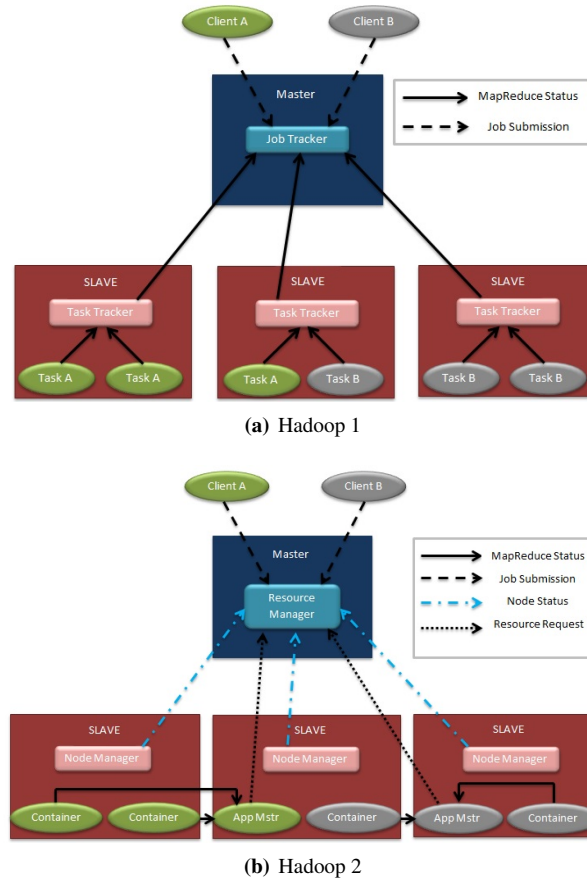 Client A
Client B
Master
Job Tracker
MapReduce Status
Job Submission
SLAVE
SLAVE
SLAVE
Task Tracker
Task Tracker
Task Tracker
Task A
Task A
Task A
Task B
Task B
Task B
(a) Hadoop 1
Client A
Client B
Master
Resource
Manager
MapReduce Status
Job Submission
Node Status
Resource Request
SLAVE
SLAVE
SLAVE
Node Manager
Node Manager
Node Manager
Container
Container
App Mstr
Container
App Mstr
Container
(b) Hadoop 2